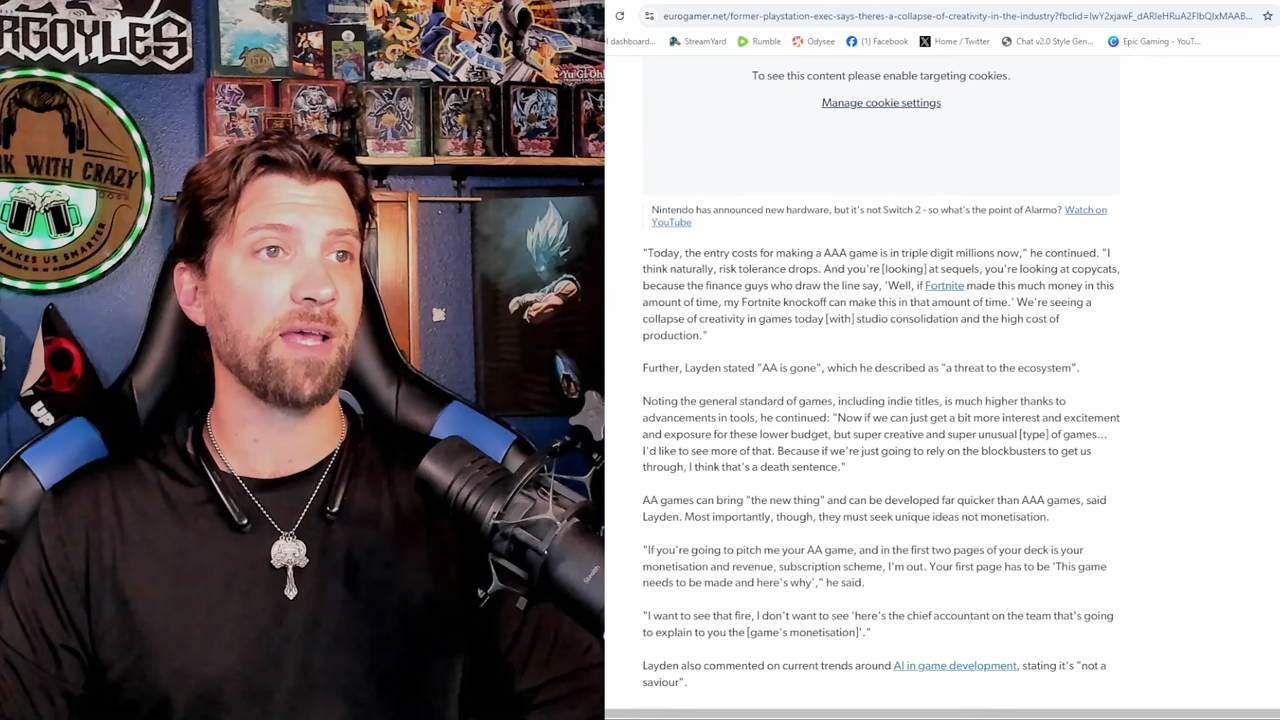 RGOYLES
K WITH CRAZY
MAKES US SMARTER
Yu-Gi-Oh!
eurogamer.net/former-playstation-exec-says-theres-a-collapse-of-creativity-in-the-industry?fbclid=IwY2xjawF_dARleHRuA2FlbQIxMAAB...
l dashboard... StreamYard Rumble Odysee (1) Facebook Home / Twitter Chat v2.0 Style Gen... Epic Gaming - YouT...
To see this content please enable targeting cookies.
Manage cookie settings
Nintendo has announced new hardware, but it's not Switch 2 - so what's the point of Alarmo? Watch on
YouTube
"Today, the entry costs for making a AAA game is in triple digit millions now," he continued. "I
think naturally, risk tolerance drops. And you're [looking] at sequels, you're looking at copycats,
because the finance guys who draw the line say, 'Well, if Fortnite made this much money in this
amount of time, my Fortnite knockoff can make this in that amount of time.' We're seeing a
collapse of creativity in games today [with] studio consolidation and the high cost of
production."
Further, Layden stated "AA is gone", which he described as "a threat to the ecosystem".
Noting the general standard of games, including indie titles, is much higher thanks to
advancements in tools, he continued: "Now if we can just get a bit more interest and excitement
and exposure for these lower budget, but super creative and super unusual [type] of games...
I'd like to see more of that. Because if we're just going to rely on the blockbusters to get us
through, I think that's a death sentence."
AA games can bring "the new thing" and can be developed far quicker than AAA games, said
Layden. Most importantly, though, they must seek unique ideas not monetisation.
"If you're going to pitch me your AA game, and in the first two pages of your deck is your
monetisation and revenue, subscription scheme, I'm out. Your first page has to be 'This game
needs to be made and here's why'," he said.
"I want to see that fire, I don't want to see 'here's the chief accountant on the team that's going
to explain to you the [game's monetisation]'."
Layden also commented on current trends around AI in game development, stating it's "not a
saviour".